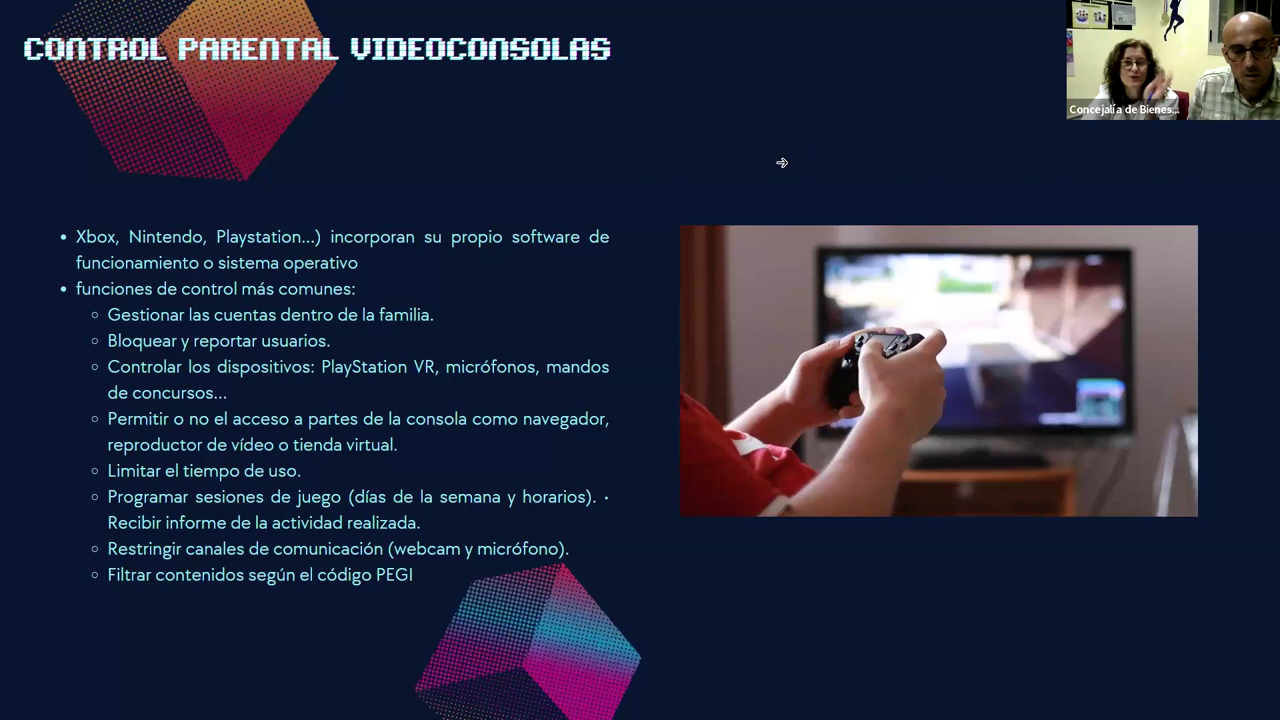 CONTROL PARENTAL VIDEOCONSOLAS
Concejalía de Bienes...
• Xbox, Nintendo, Playstation...) incorporan su propio software de
funcionamiento o sistema operativo
• funciones de control más comunes:
○ Gestionar las cuentas dentro de la familia.
○ Bloquear y reportar usuarios.
○ Controlar los dispositivos: PlayStation VR, micrófonos, mandos
de concursos...
○ Permitir o no el acceso a partes de la consola como navegador,
reproductor de vídeo o tienda virtual.
○ Limitar el tiempo de uso.
○ Programar sesiones de juego (días de la semana y horarios). •
Recibir informe de la actividad realizada.
○ Restringir canales de comunicación (webcam y micrófono).
○ Filtrar contenidos según el código PEGI